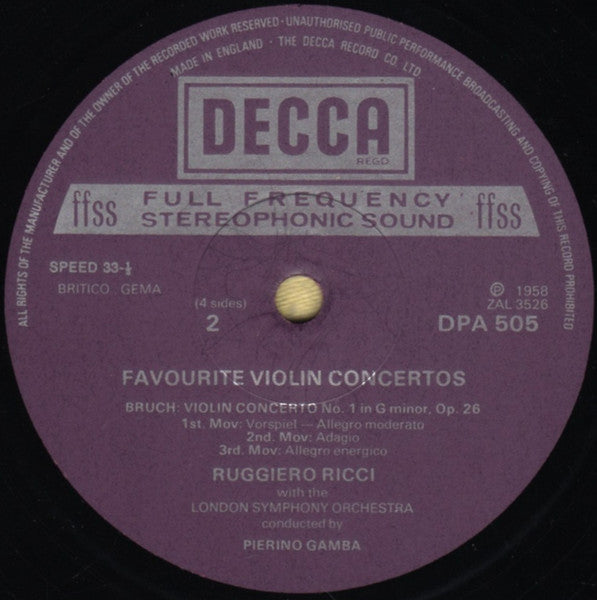 ALL RIGHTS OF THE MANUFACTURER AND OF THE OWNER OF THE RECORDED WORK RESERVED · UNAUTHORISED PUBLIC PERFORMANCE BROADCASTING AND COPYING OF THIS RECORD PROHIBITED
MADE IN ENGLAND · THE DECCA RECORD CO. LTD.
DECCA
REGD
ffss FULL FREQUENCY ffss
STEREOPHONIC SOUND
SPEED 33-⅓
BRITICO . GEMA
(4 sides)
2
℗ 1958
ZAL 3526
DPA 505
FAVOURITE VIOLIN CONCERTOS
BRUCH: VIOLIN CONCERTO No. 1 in G minor, Op. 26
1st. Mov: Vorspiel — Allegro moderato
2nd. Mov: Adagio
3rd. Mov: Allegro energico
RUGGIERO RICCI
with the
LONDON SYMPHONY ORCHESTRA
conducted by
PIERINO GAMBA